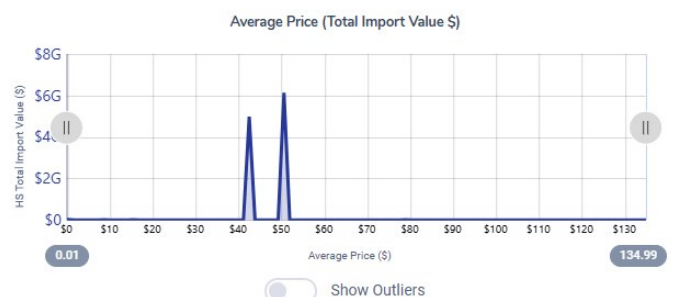 Average Price (Total Import Value $)
HS Total Import Value ($)
$8G
$6G
$4
$2G
$0
$0 $10 $20 $30 $40 $50 $60 $70 $80 $90 $100 $110 $120 $130
0.01 Average Price ($) 134.99
Show Outliers